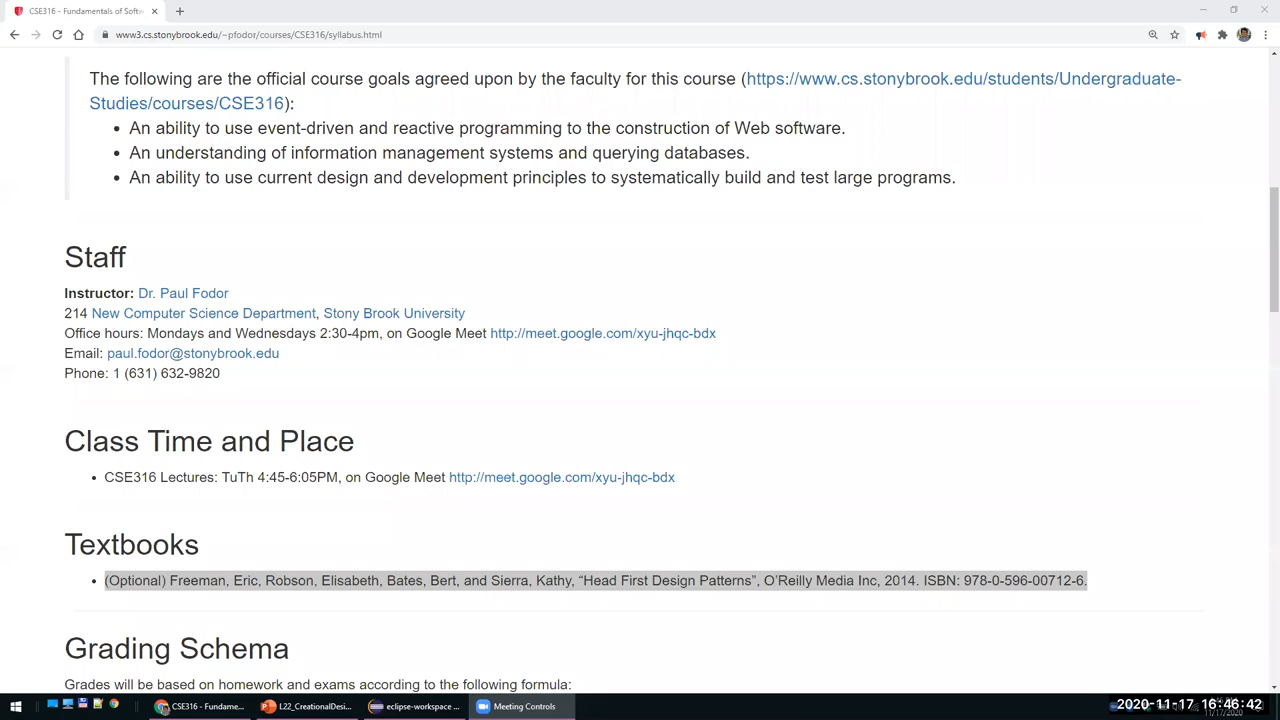 CSE316 - Fundamentals of Softw
www3.cs.stonybrook.edu/~pfodor/courses/CSE316/syllabus.html
The following are the official course goals agreed upon by the faculty for this course (https://www.cs.stonybrook.edu/students/Undergraduate-
Studies/courses/CSE316):
• An ability to use event-driven and reactive programming to the construction of Web software.
• An understanding of information management systems and querying databases.
• An ability to use current design and development principles to systematically build and test large programs.
Staff
Instructor: Dr. Paul Fodor
214 New Computer Science Department, Stony Brook University
Office hours: Mondays and Wednesdays 2:30-4pm, on Google Meet http://meet.google.com/xyu-jhqc-bdx
Email: paul.fodor@stonybrook.edu
Phone: 1 (631) 632-9820
Class Time and Place
• CSE316 Lectures: TuTh 4:45-6:05PM, on Google Meet http://meet.google.com/xyu-jhqc-bdx
Textbooks
• (Optional) Freeman, Eric, Robson, Elisabeth, Bates, Bert, and Sierra, Kathy, “Head First Design Patterns”, O’Reilly Media Inc, 2014. ISBN: 978-0-596-00712-6.
Grading Schema
Grades will be based on homework and exams according to the following formula:
CSE316 - Fundame... L22_CreationalDesi... eclipse-workspace ... Meeting Controls 2020-11-17 16:46:42
11/17/2020